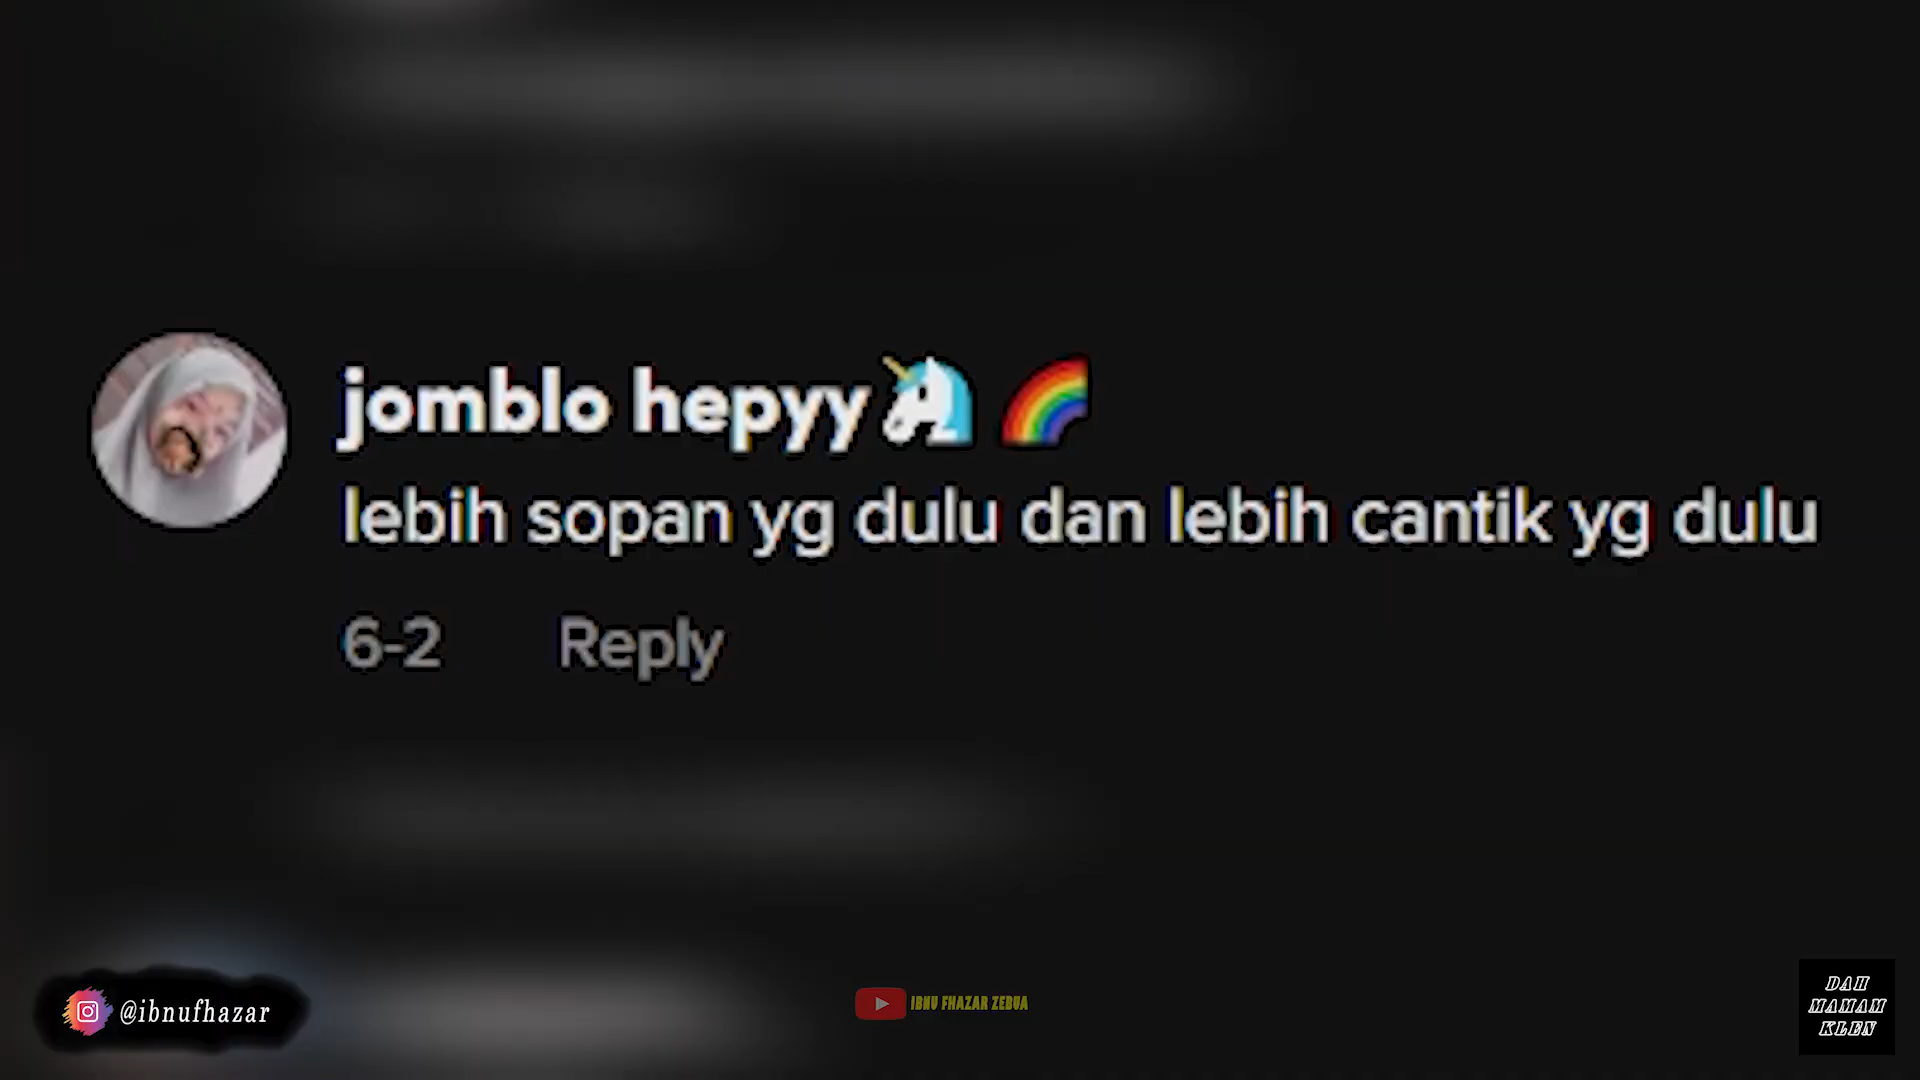 jomblo hepyy🦄 🌈
lebih sopan yg dulu dan lebih cantik yg dulu
6-2 Reply
@ibnufhazar
IBNU FHAZAR ZEBUA
DAH
MAMAM
KLEN